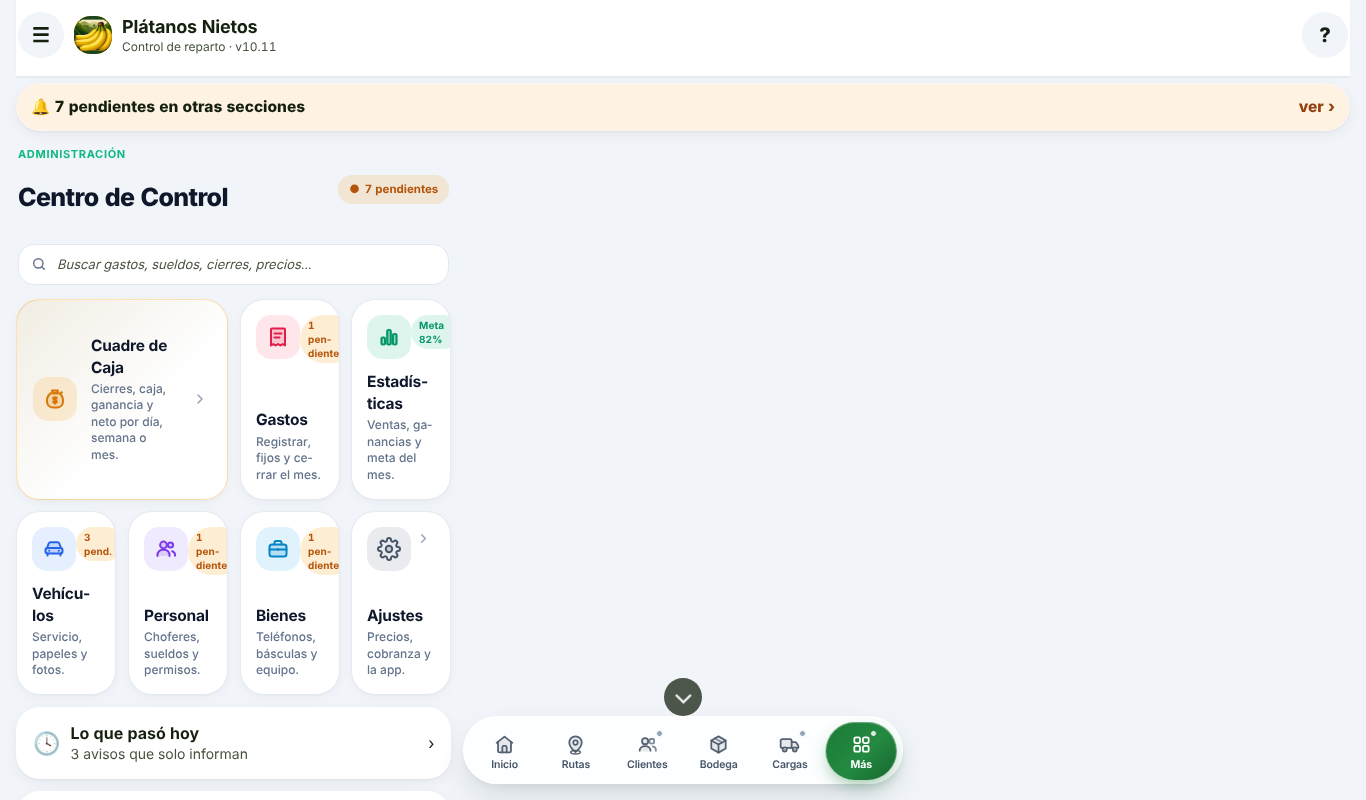 ☰
Plátanos Nietos
Control de reparto · v10.11
?
🔔 7 pendientes en otras secciones
ver ›
ADMINISTRACIÓN
Centro de Control
7 pendientes
Buscar gastos, sueldos, cierres, precios...
Cuadre de
Caja
Cierres, caja,
ganancia y
neto por día,
semana o
mes.
1
pen-
diente
Gastos
Registrar,
fijos y ce-
rrar el mes.
Meta
82%
Estadís-
ticas
Ventas, ga-
nancias y
meta del
mes.
3
pend.
Vehícu-
los
Servicio,
papeles y
fotos.
1
pen-
diente
Personal
Choferes,
sueldos y
permisos.
1
pen-
diente
Bienes
Teléfonos,
básculas y
equipo.
Ajustes
Precios,
cobranza y
la app.
Lo que pasó hoy
3 avisos que solo informan
Inicio
Rutas
Clientes
Bodega
Cargas
Más